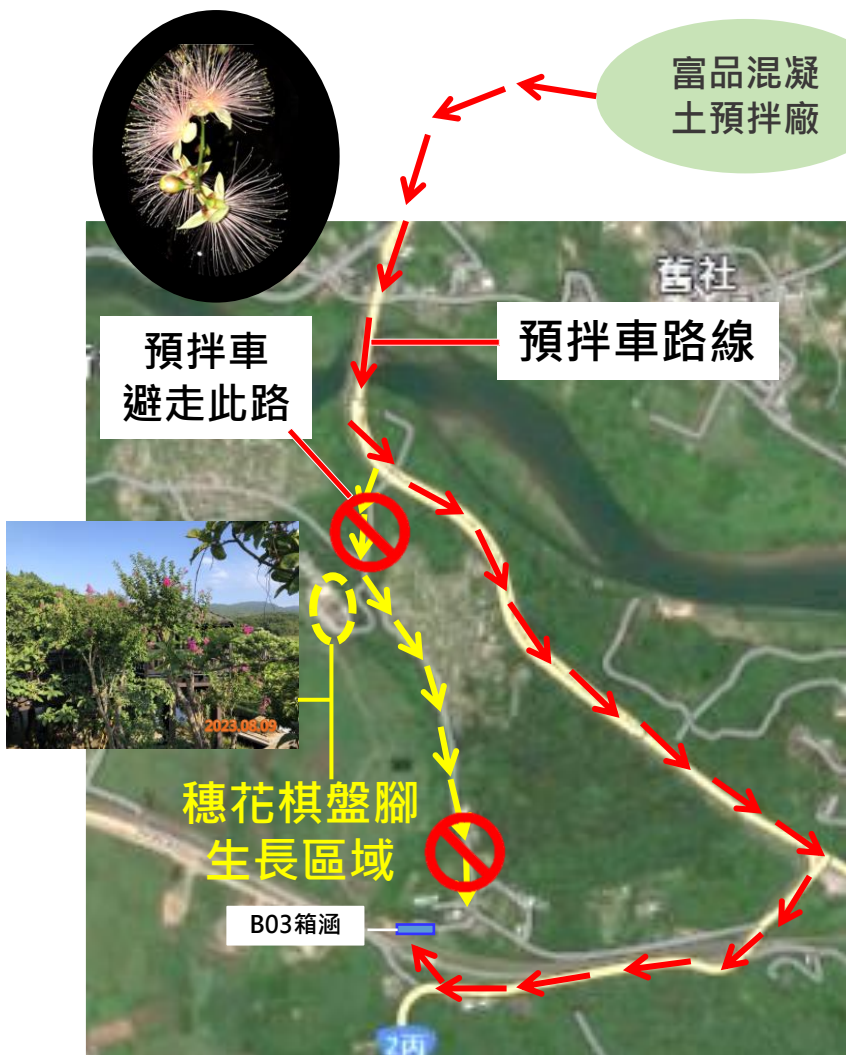 富品混凝
土預拌廠
舊社
預拌車路線
預拌車
避走此路
2023.08.09
穗花棋盤腳
生長區域
B03箱涵
2丙